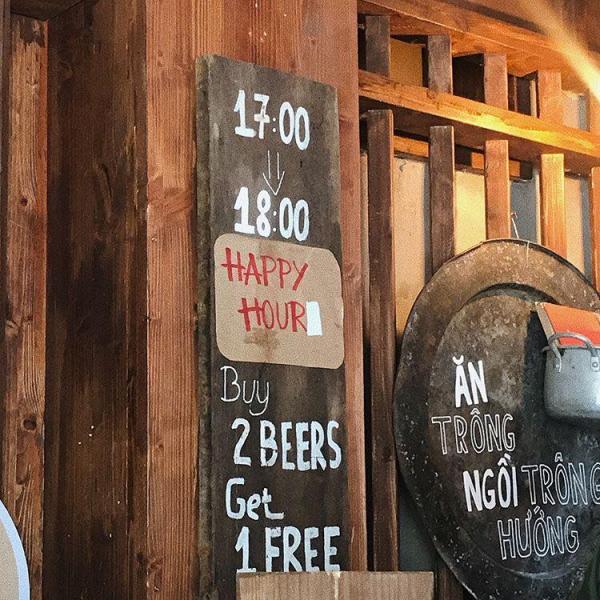 17:00
18:00
HAPPY
HOUR
Buy
2 BEERS
Get
1 FREE
ĂN
TRÔNG
NGỒI TRÔNG
HƯỚNG